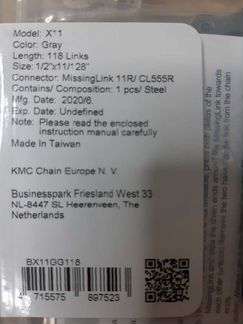 Model: X11
Color: Gray
Length: 118 Links
Size: 1/2"x11/128"
Connector: MissingLink 11R/ CL555R
Contains/ Composition: 1 pcs/ Steel
Mfg. Date: 2020/6.
Exp. Date: Undefined
Note: Please read the enclosed
instruction manual carefully
Made In Taiwan
KMC Chain Europe N. V.
Businesspark Friesland West 33
NL-8447 SL Heerenveen, The
Netherlands
BX11GG118
4 715575 897523